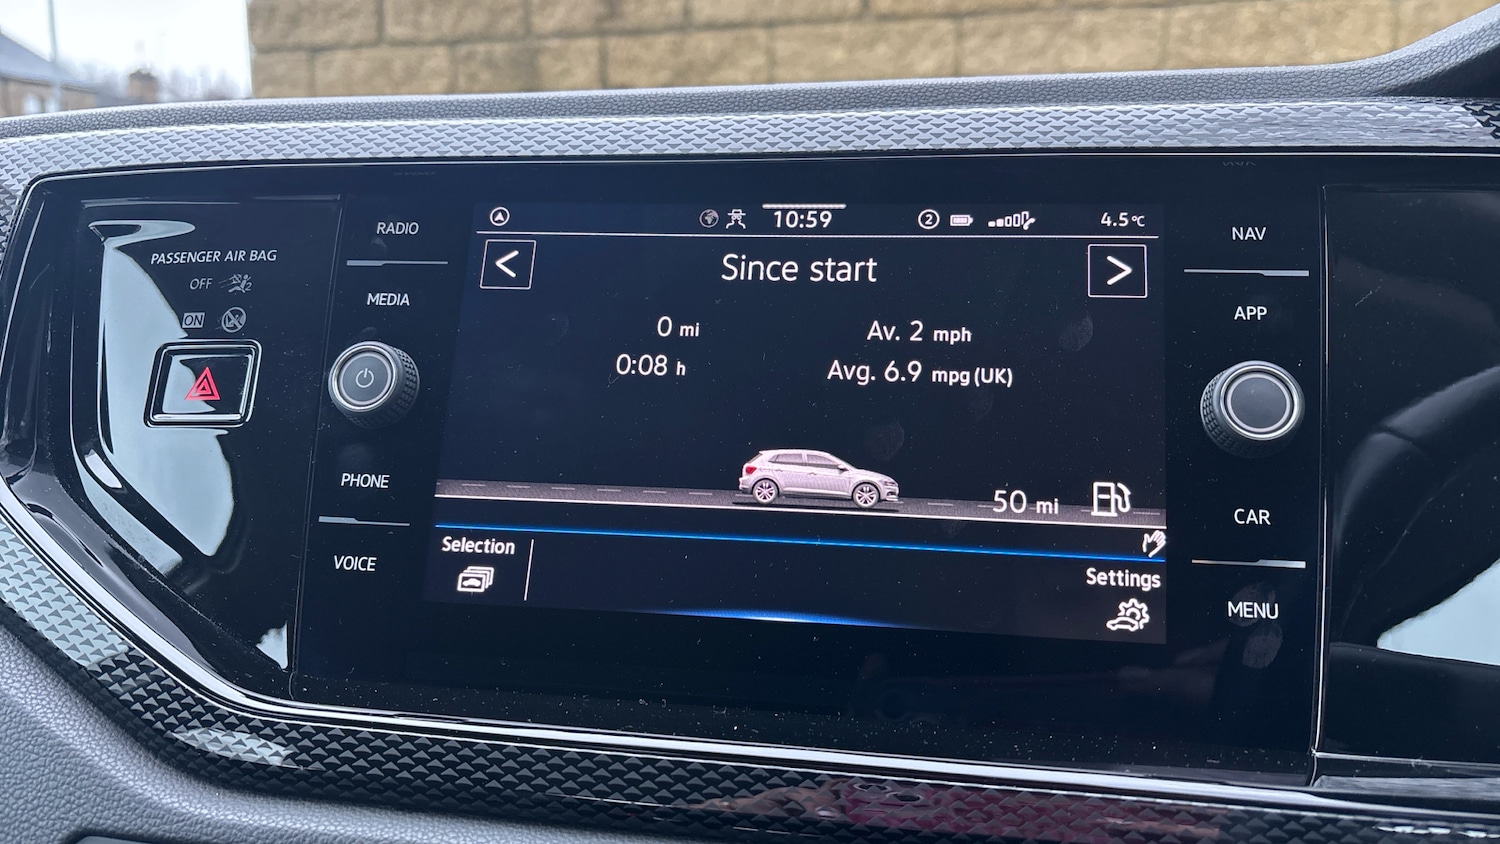 PASSENGER AIR BAG
OFF
ON
RADIO
MEDIA
PHONE
VOICE
10:59
2
4.5°C
<
Since start
>
0 mi
Av. 2 mph
0:08 h
Avg. 6.9 mpg (UK)
50 mi
Selection
Settings
NAV
APP
CAR
MENU